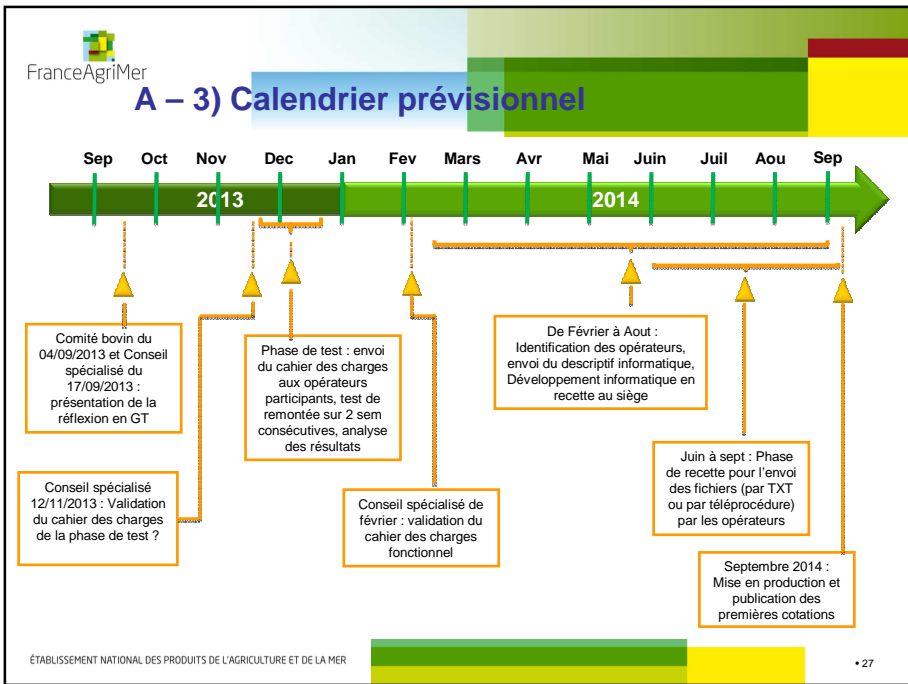 FranceAgriMer
A – 3) Calendrier prévisionnel
Sep Oct Nov Dec Jan Fev Mars Avr Mai Juin Juil Aou Sep
2013 2014
Comité bovin du
04/09/2013 et Conseil
spécialisé du
17/09/2013 :
présentation de la
réflexion en GT
Phase de test : envoi
du cahier des charges
aux opérateurs
participants, test de
remontée sur 2 sem
consécutives, analyse
des résultats
De Février à Aout :
Identification des opérateurs,
envoi du descriptif informatique,
Développement informatique en
recette au siège
Conseil spécialisé
12/11/2013 : Validation
du cahier des charges
de la phase de test ?
Conseil spécialisé de
février : validation du
cahier des charges
fonctionnel
Juin à sept : Phase
de recette pour l'envoi
des fichiers (par TXT
ou par téléprocédure)
par les opérateurs
Septembre 2014 :
Mise en production et
publication des
premières cotations
ÉTABLISSEMENT NATIONAL DES PRODUITS DE L'AGRICULTURE ET DE LA MER
• 27